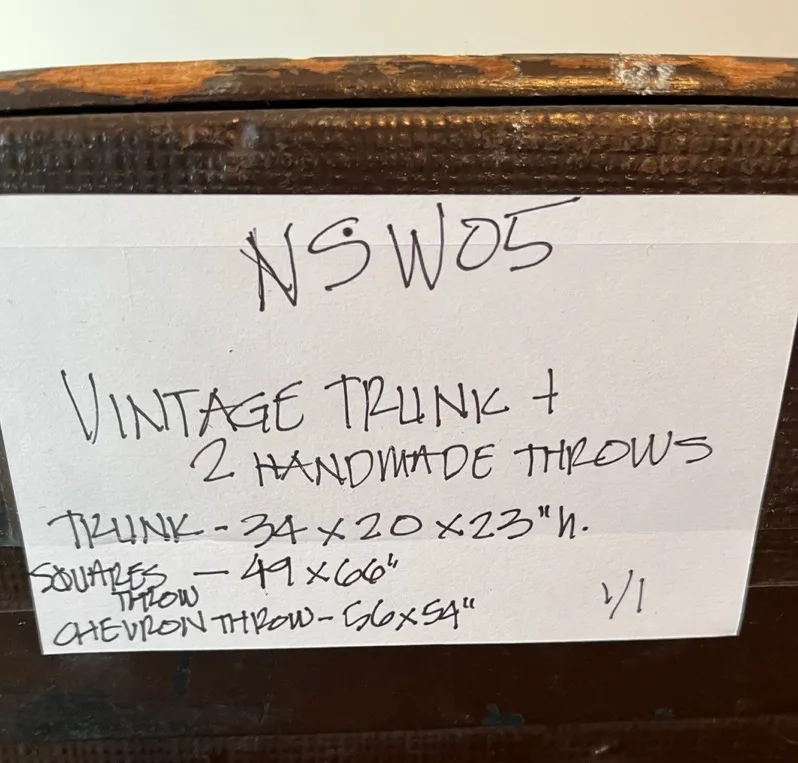 NSW05
VINTAGE TRUNK +
2 HANDMADE THROWS
TRUNK - 34 x 20 x 23" h.
SQUARES - 49 x 66"
THROW
CHEVRON THROW - 56 x 54"
1/1